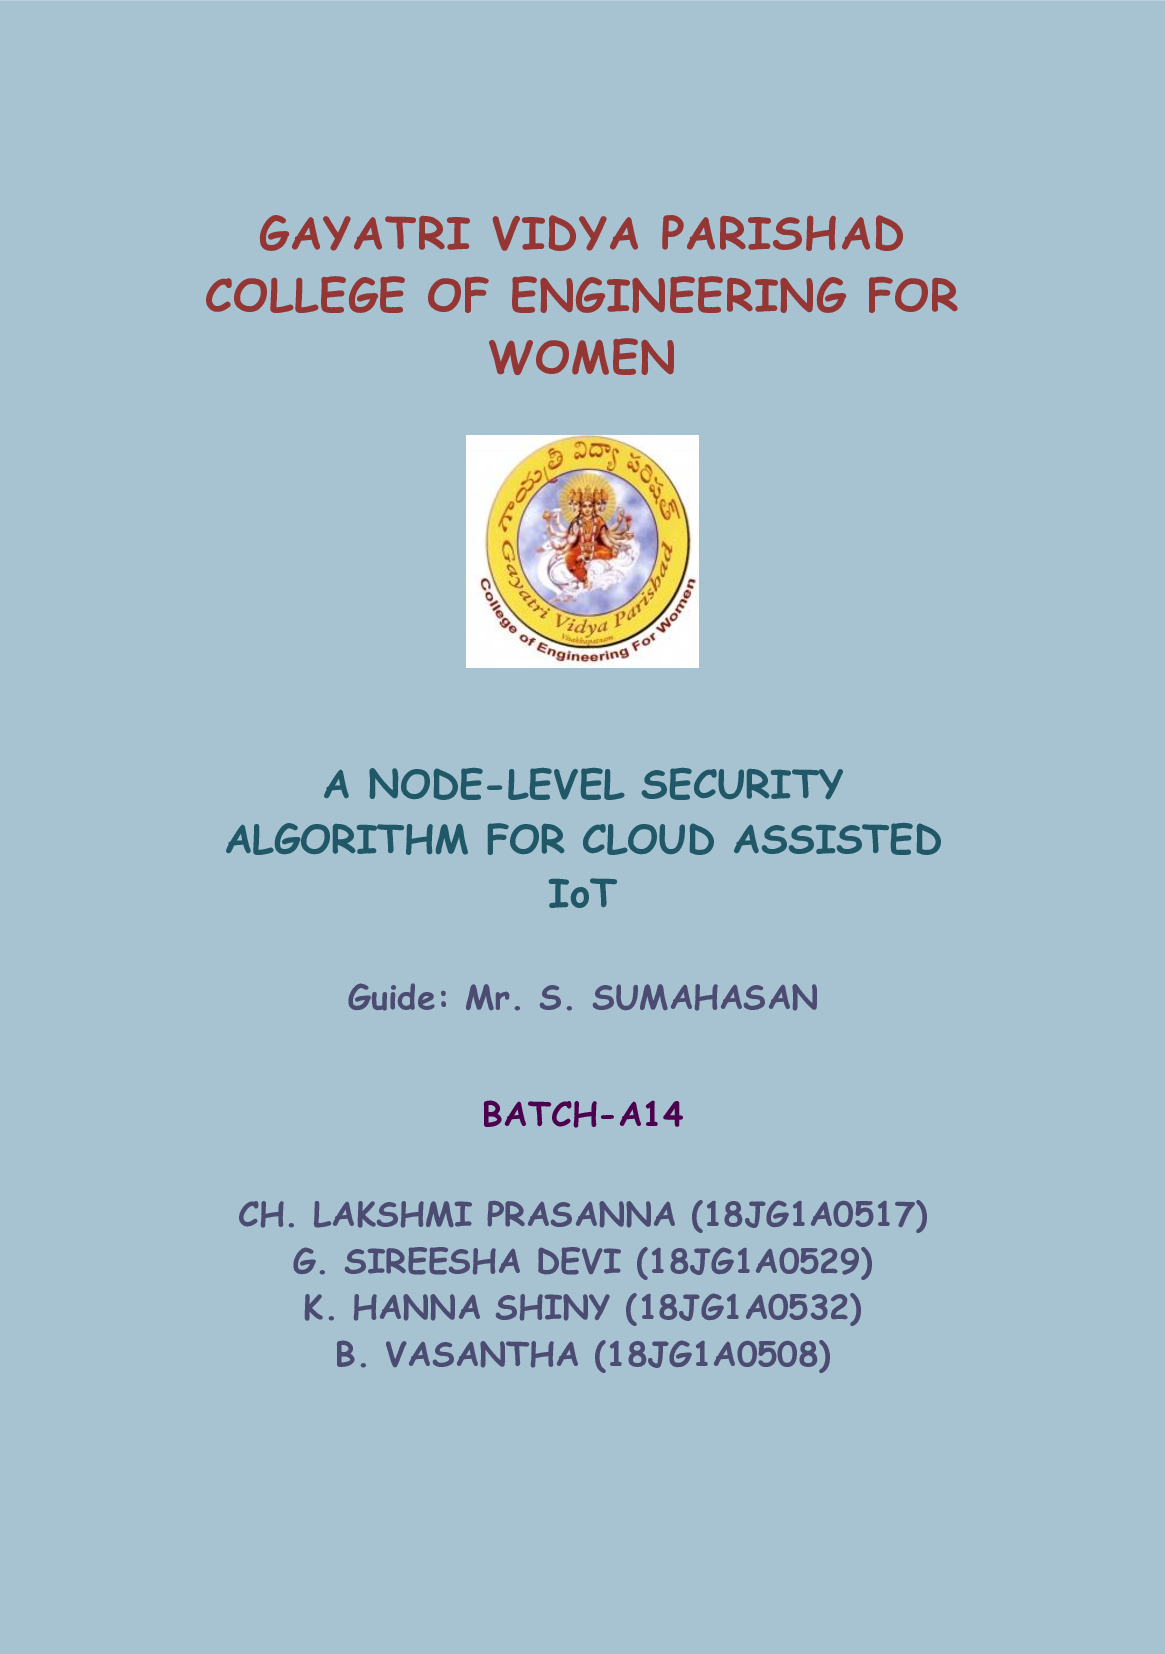 GAYATRI VIDYA PARISHAD
COLLEGE OF ENGINEERING FOR
WOMEN
గాయత్రీ విద్యా పరిషత్
Gayatri Vidya Parishad
Visakhapatnam
College of Engineering For Women
A NODE-LEVEL SECURITY
ALGORITHM FOR CLOUD ASSISTED
IoT
Guide: Mr. S. SUMAHASAN
BATCH-A14
CH. LAKSHMI PRASANNA (18JG1A0517)
G. SIREESHA DEVI (18JG1A0529)
K. HANNA SHINY (18JG1A0532)
B. VASANTHA (18JG1A0508)